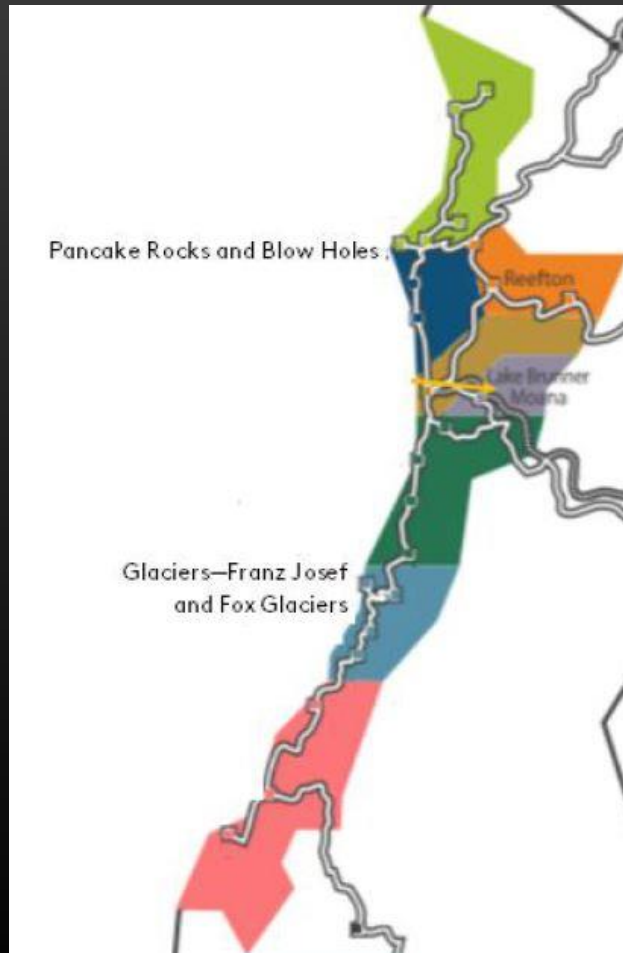 Pancake Rocks and Blow Holes
Reefton
Lake Brunner
Moana
Glaciers—Franz Josef
and Fox Glaciers